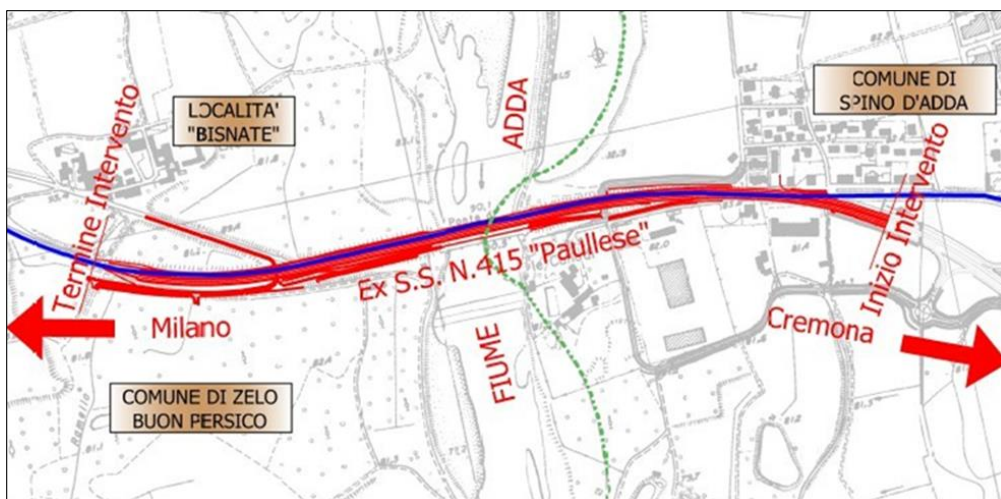 LOCALITA'
"BISNATE"
ADDA
COMUNE DI
SPINO D'ADDA
Termine Intervento
Inizio Intervento
Ponte
Ex S.S. N.415 "Paullese"
Milano
Cremona
FIUME
COMUNE DI ZELO
BUON PERSICO